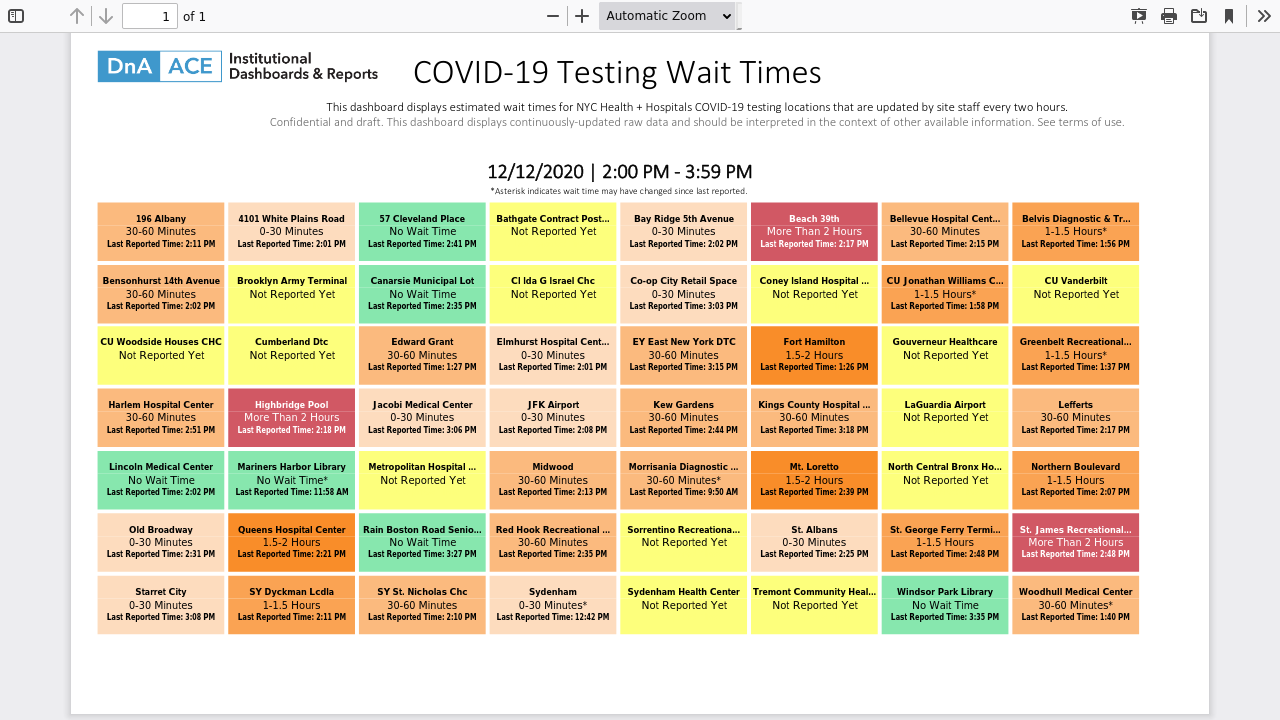 1 of 1 Automatic Zoom
DnA ACE Institutional
Dashboards & Reports
COVID-19 Testing Wait Times
This dashboard displays estimated wait times for NYC Health + Hospitals COVID-19 testing locations that are updated by site staff every two hours.
Confidential and draft. This dashboard displays continuously-updated raw data and should be interpreted in the context of other available information. See terms of use.
12/12/2020 | 2:00 PM - 3:59 PM
*Asterisk indicates wait time may have changed since last reported.
196 Albany
30-60 Minutes
Last Reported Time: 2:11 PM
4101 White Plains Road
0-30 Minutes
Last Reported Time: 2:01 PM
57 Cleveland Place
No Wait Time
Last Reported Time: 2:41 PM
Bathgate Contract Post...
Not Reported Yet
Bay Ridge 5th Avenue
0-30 Minutes
Last Reported Time: 2:02 PM
Beach 39th
More Than 2 Hours
Last Reported Time: 2:17 PM
Bellevue Hospital Cent...
30-60 Minutes
Last Reported Time: 2:15 PM
Belvis Diagnostic & Tr...
1-1.5 Hours*
Last Reported Time: 1:56 PM
Bensonhurst 14th Avenue
30-60 Minutes
Last Reported Time: 2:02 PM
Brooklyn Army Terminal
Not Reported Yet
Canarsie Municipal Lot
No Wait Time
Last Reported Time: 2:35 PM
CI Ida G Israel Chc
Not Reported Yet
Co-op City Retail Space
0-30 Minutes
Last Reported Time: 3:03 PM
Coney Island Hospital ...
Not Reported Yet
CU Jonathan Williams C...
1-1.5 Hours*
Last Reported Time: 1:58 PM
CU Vanderbilt
Not Reported Yet
CU Woodside Houses CHC
Not Reported Yet
Cumberland Dtc
Not Reported Yet
Edward Grant
30-60 Minutes
Last Reported Time: 1:27 PM
Elmhurst Hospital Cent...
0-30 Minutes
Last Reported Time: 2:01 PM
EY East New York DTC
30-60 Minutes
Last Reported Time: 3:15 PM
Fort Hamilton
1.5-2 Hours
Last Reported Time: 1:26 PM
Gouverneur Healthcare
Not Reported Yet
Greenbelt Recreational...
1-1.5 Hours*
Last Reported Time: 1:37 PM
Harlem Hospital Center
30-60 Minutes
Last Reported Time: 2:51 PM
Highbridge Pool
More Than 2 Hours
Last Reported Time: 2:18 PM
Jacobi Medical Center
0-30 Minutes
Last Reported Time: 3:06 PM
JFK Airport
0-30 Minutes
Last Reported Time: 2:08 PM
Kew Gardens
30-60 Minutes
Last Reported Time: 2:44 PM
Kings County Hospital ...
30-60 Minutes
Last Reported Time: 3:18 PM
LaGuardia Airport
Not Reported Yet
Lefferts
30-60 Minutes
Last Reported Time: 2:17 PM
Lincoln Medical Center
No Wait Time
Last Reported Time: 2:02 PM
Mariners Harbor Library
No Wait Time*
Last Reported Time: 11:58 AM
Metropolitan Hospital ...
Not Reported Yet
Midwood
30-60 Minutes
Last Reported Time: 2:13 PM
Morrisania Diagnostic ...
30-60 Minutes*
Last Reported Time: 9:50 AM
Mt. Loretto
1.5-2 Hours
Last Reported Time: 2:39 PM
North Central Bronx Ho...
Not Reported Yet
Northern Boulevard
1-1.5 Hours
Last Reported Time: 2:07 PM
Old Broadway
0-30 Minutes
Last Reported Time: 2:31 PM
Queens Hospital Center
1.5-2 Hours
Last Reported Time: 2:21 PM
Rain Boston Road Senio...
No Wait Time
Last Reported Time: 3:27 PM
Red Hook Recreational ...
30-60 Minutes
Last Reported Time: 2:35 PM
Sorrentino Recreationa...
Not Reported Yet
St. Albans
0-30 Minutes
Last Reported Time: 2:25 PM
St. George Ferry Termi...
1-1.5 Hours
Last Reported Time: 2:48 PM
St. James Recreational...
More Than 2 Hours
Last Reported Time: 2:48 PM
Starret City
0-30 Minutes
Last Reported Time: 3:08 PM
SY Dyckman Lcdla
1-1.5 Hours
Last Reported Time: 2:11 PM
SY St. Nicholas Chc
30-60 Minutes
Last Reported Time: 2:10 PM
Sydenham
0-30 Minutes*
Last Reported Time: 12:42 PM
Sydenham Health Center
Not Reported Yet
Tremont Community Heal...
Not Reported Yet
Windsor Park Library
No Wait Time
Last Reported Time: 3:35 PM
Woodhull Medical Center
30-60 Minutes*
Last Reported Time: 1:40 PM